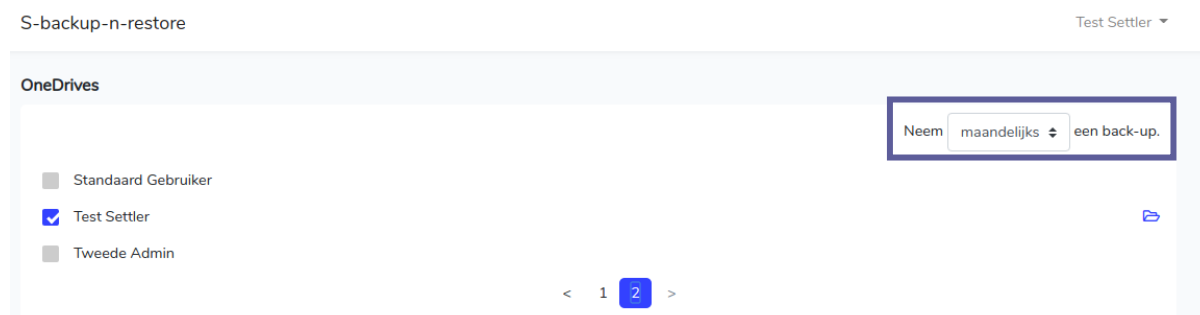 S-backup-n-restore
Test Settler
OneDrives
Neem maandelijks een back-up.
Standaard Gebruiker
Test Settler
Tweede Admin
< 1 2 >